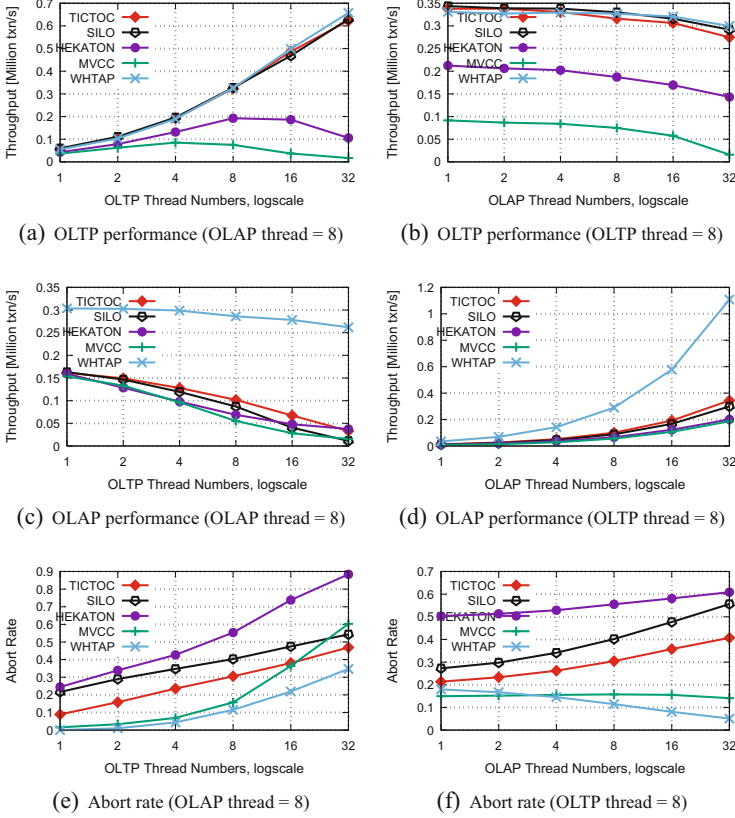 Throughput [Million txn/s]
0.7
0.6
0.5
0.4
0.3
0.2
0.1
0
TICTOC
SILO
HEKATON
MVCC
WHTAP
1 2 4 8 16 32
OLTP Thread Numbers, logscale
(a) OLTP performance (OLAP thread = 8)
Throughput [Million txn/s]
0.35
0.3
0.25
0.2
0.15
0.1
0.05
0
TICTOC
SILO
HEKATON
MVCC
WHTAP
1 2 4 8 16 32
OLAP Thread Numbers, logscale
(b) OLTP performance (OLTP thread = 8)
Throughput [Million txn/s]
0.35
0.3
0.25
0.2
0.15
0.1
0.05
0
TICTOC
SILO
HEKATON
MVCC
WHTAP
1 2 4 8 16 32
OLTP Thread Numbers, logscale
(c) OLAP performance (OLAP thread = 8)
Throughput [Million txn/s]
1.2
1
0.8
0.6
0.4
0.2
0
TICTOC
SILO
HEKATON
MVCC
WHTAP
1 2 4 8 16 32
OLAP Thread Numbers, logscale
(d) OLAP performance (OLTP thread = 8)
Abort Rate
0.9
0.8
0.7
0.6
0.5
0.4
0.3
0.2
0.1
0
TICTOC
SILO
HEKATON
MVCC
WHTAP
1 2 4 8 16 32
OLTP Thread Numbers, logscale
(e) Abort rate (OLAP thread = 8)
Abort Rate
0.7
0.6
0.5
0.4
0.3
0.2
0.1
0
TICTOC
SILO
HEKATON
MVCC
WHTAP
1 2 4 8 16 32
OLAP Thread Numbers, logscale
(f) Abort rate (OLTP thread = 8)